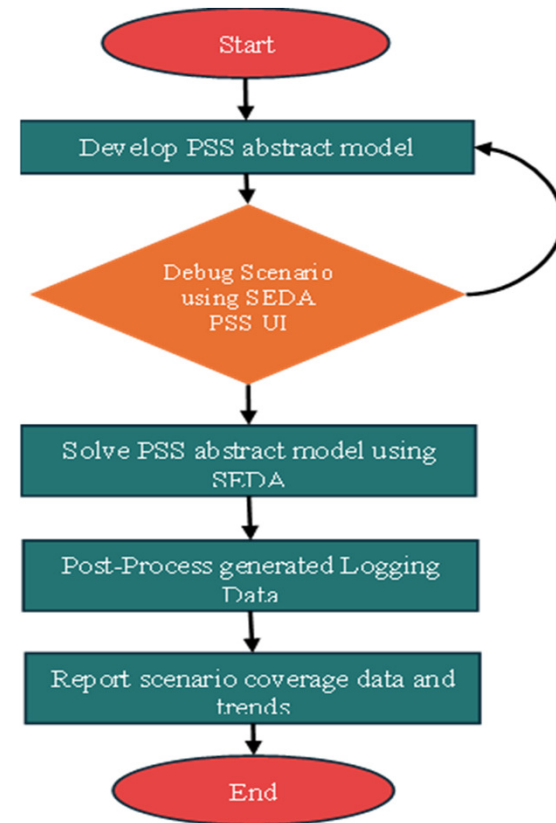 Start
Develop PSS abstract model
Debug Scenario
using SEDA
PSS UI
Solve PSS abstract model using
SEDA
Post-Process generated Logging
Data
Report scenario coverage data and
trends
End